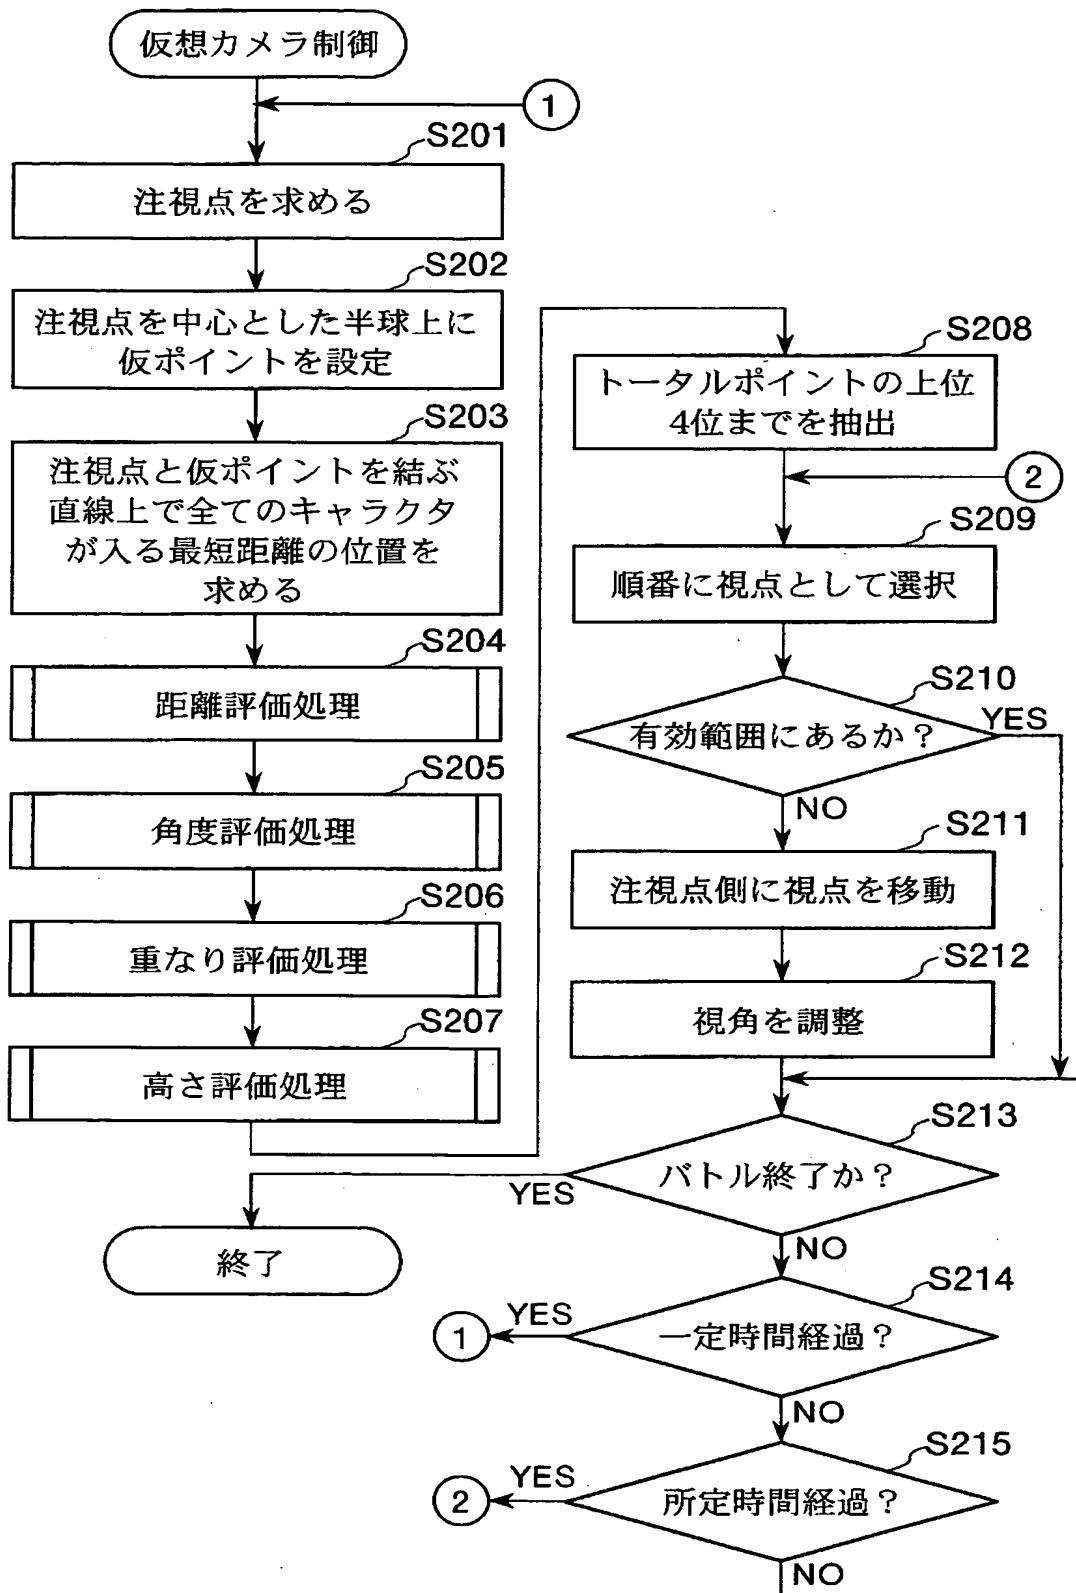 仮想カメラ制御
1
S201
注視点を求める
S202
注視点を中心とした半球上に
仮ポイントを設定
S203
注視点と仮ポイントを結ぶ
直線上で全てのキャラクタ
が入る最短距離の位置を
求める
S204
距離評価処理
S205
角度評価処理
S206
重なり評価処理
S207
高さ評価処理
S208
トータルポイントの上位
4位までを抽出
2
S209
順番に視点として選択
S210
有効範囲にあるか？
YES
NO
S211
注視点側に視点を移動
S212
視角を調整
S213
バトル終了か？
YES
NO
終了
S214
一定時間経過？
YES
1
NO
S215
所定時間経過？
YES
2
NO